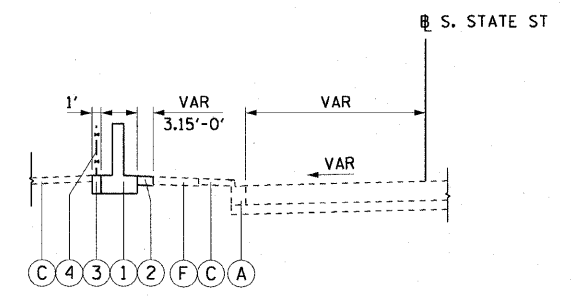 ℄ S. STATE ST
1' VAR VAR
3.15'-0'
VAR
C 4 3 1 2 F C A